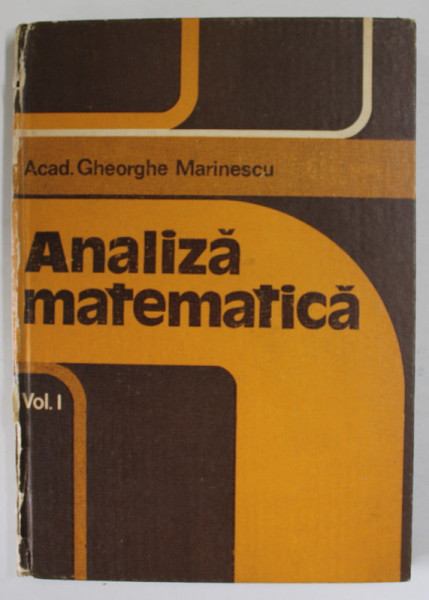 Acad. Gheorghe Marinescu
Analiză
matematică
Vol. I